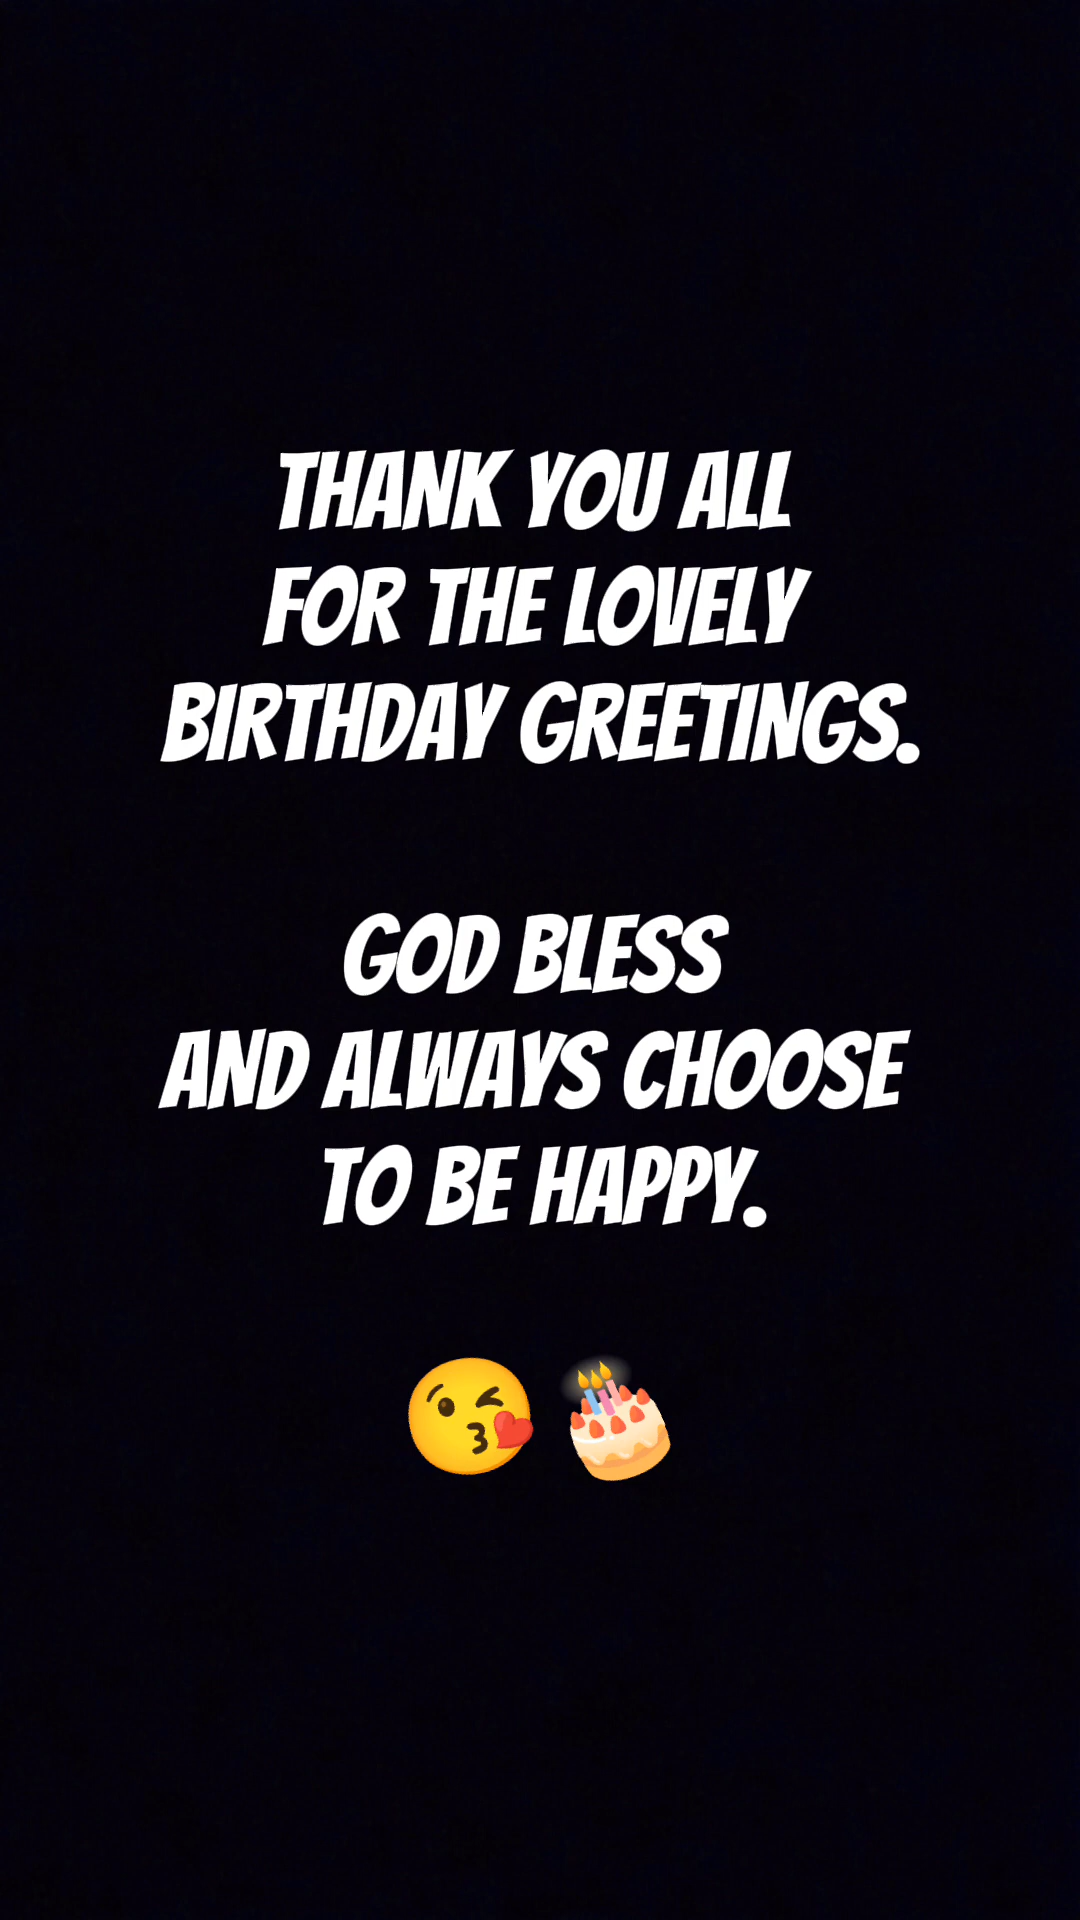 THANK YOU ALL
FOR THE LOVELY
BIRTHDAY GREETINGS.
GOD BLESS
AND ALWAYS CHOOSE
TO BE HAPPY.
😘 🎂